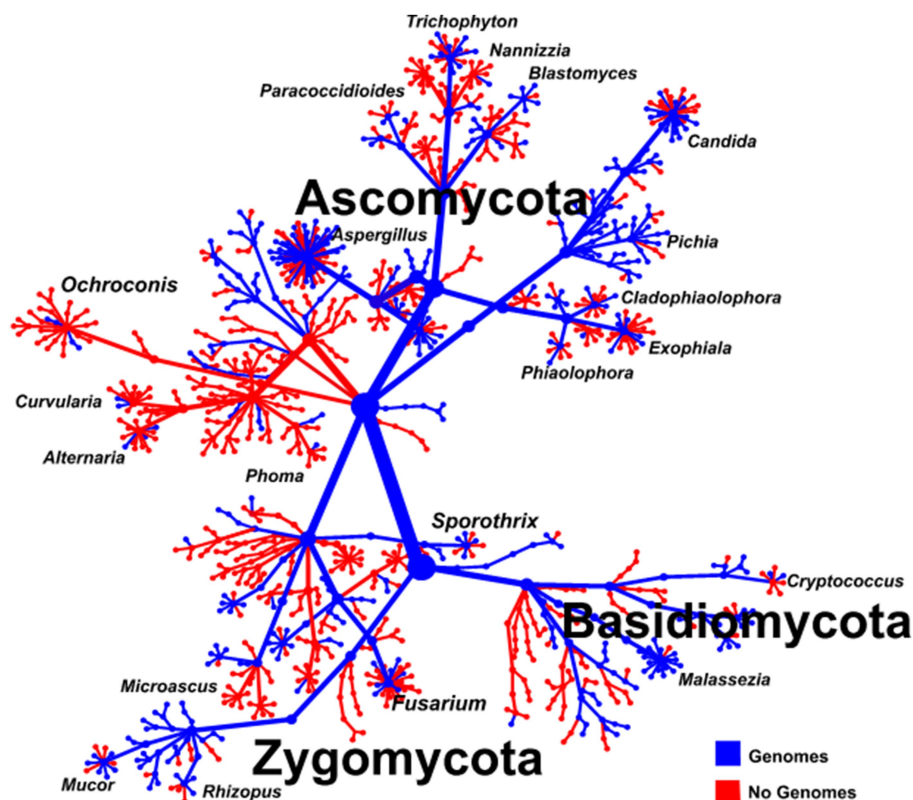 Trichophyton
Nannizzia
Blastomyces
Paracoccidioides
Candida
Ascomycota
Aspergillus
Pichia
Ochroconis
Cladophiaolophora
Exophiala
Phiaolophora
Curvularia
Alternaria
Phoma
Sporothrix
Cryptococcus
Basidiomycota
Malassezia
Microascus
Fusarium
Zygomycota
Genomes
Mucor
Rhizopus
No Genomes